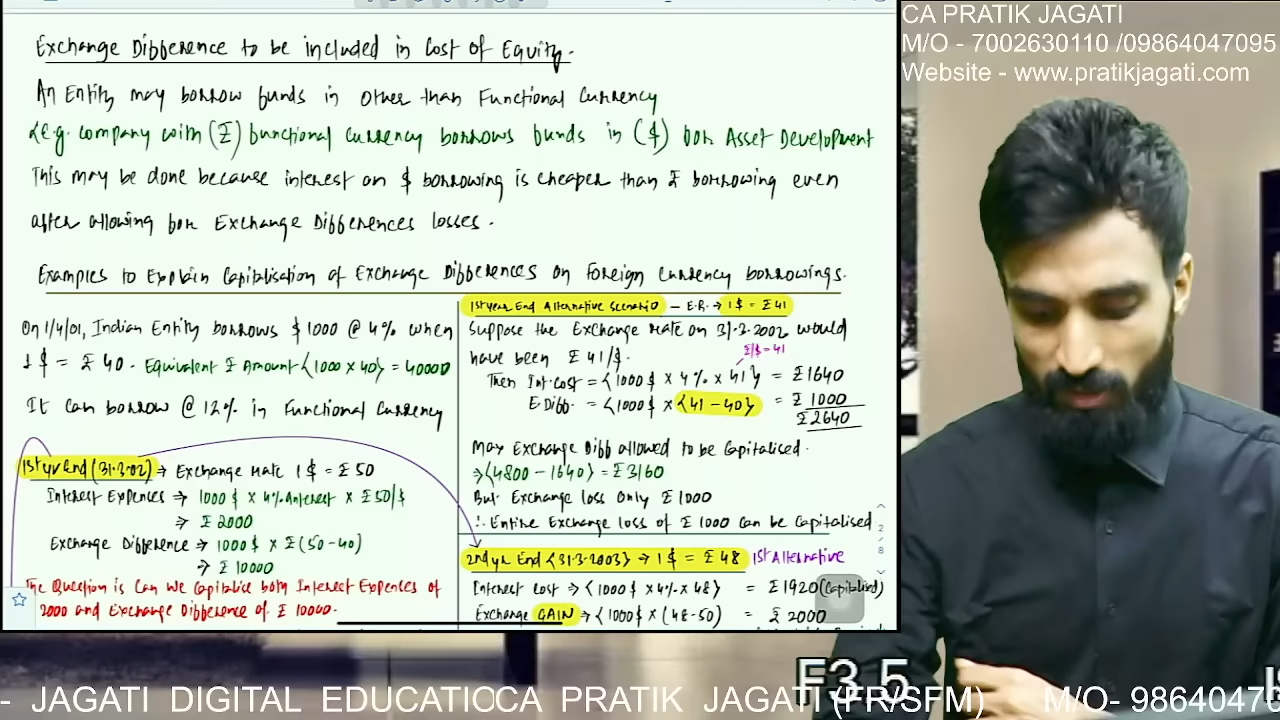 Exchange Difference to be included in Cost of Equity.
An Entity may borrow funds in Other than Functional Currency
<E.g. company with (₹) functional currency borrows funds in ($) for Asset Development
This may be done because interest on $ borrowing is cheaper than ₹ borrowing even
after allowing for Exchange Differences losses.
Examples to Explain Capitalisation of Exchange Differences on Foreign Currency borrowings.
On 1/4/01, Indian Entity borrows $ 1000 @ 4% when
1 $ = ₹ 40. Equivalent ₹ Amount <1000 x 40> = 40000
It can borrow @ 12% in Functional Currency
1st yr End (31.3.02) → Exchange Rate 1 $ = ₹ 50
Interest Expences → 1000 $ x 4% interest x ₹ 50/$
⇒ ₹ 2000
Exchange Difference → 1000 $ x ₹ (50-40)
⇒ ₹ 10000
The Question is Can we Capitalise both Interest Expences of
2000 and Exchange Difference of ₹ 10000.
1st year End Alternative Scenario — E.R. → 1 $ = ₹ 41
Suppose the Exchange Rate on 31.3.2002 would
have been ₹ 41/$.
₹/$ = 41
Then Int. Cost = <1000 $ x 4% x 41> = ₹ 1640
E. Diff. = <1000 $ x <41 - 40> = ₹ 1000
₹ 2640
Max Exchange Diff allowed to be Capitalised.
⇒ <4800 - 1640> = ₹ 3160
But Exchange loss only ₹ 1000
∴ Entire Exchange loss of ₹ 1000 can be Capitalised
2nd yr End <31.3.2003> → 1 $ = ₹ 48 1st Alternative
Interest cost → <1000 $ x 4% x 48> = ₹ 1920 (Capitalised)
Exchange GAIN → <1000 $ x (48-50) = ₹ 2000
2
/
8
CA PRATIK JAGATI
M/O - 7002630110 /09864047095
Website - www.pratikjagati.com
F3.5
- JAGATI DIGITAL EDUCATIOCA PRATIK JAGATI (FR/SFM) M/O- 98640470